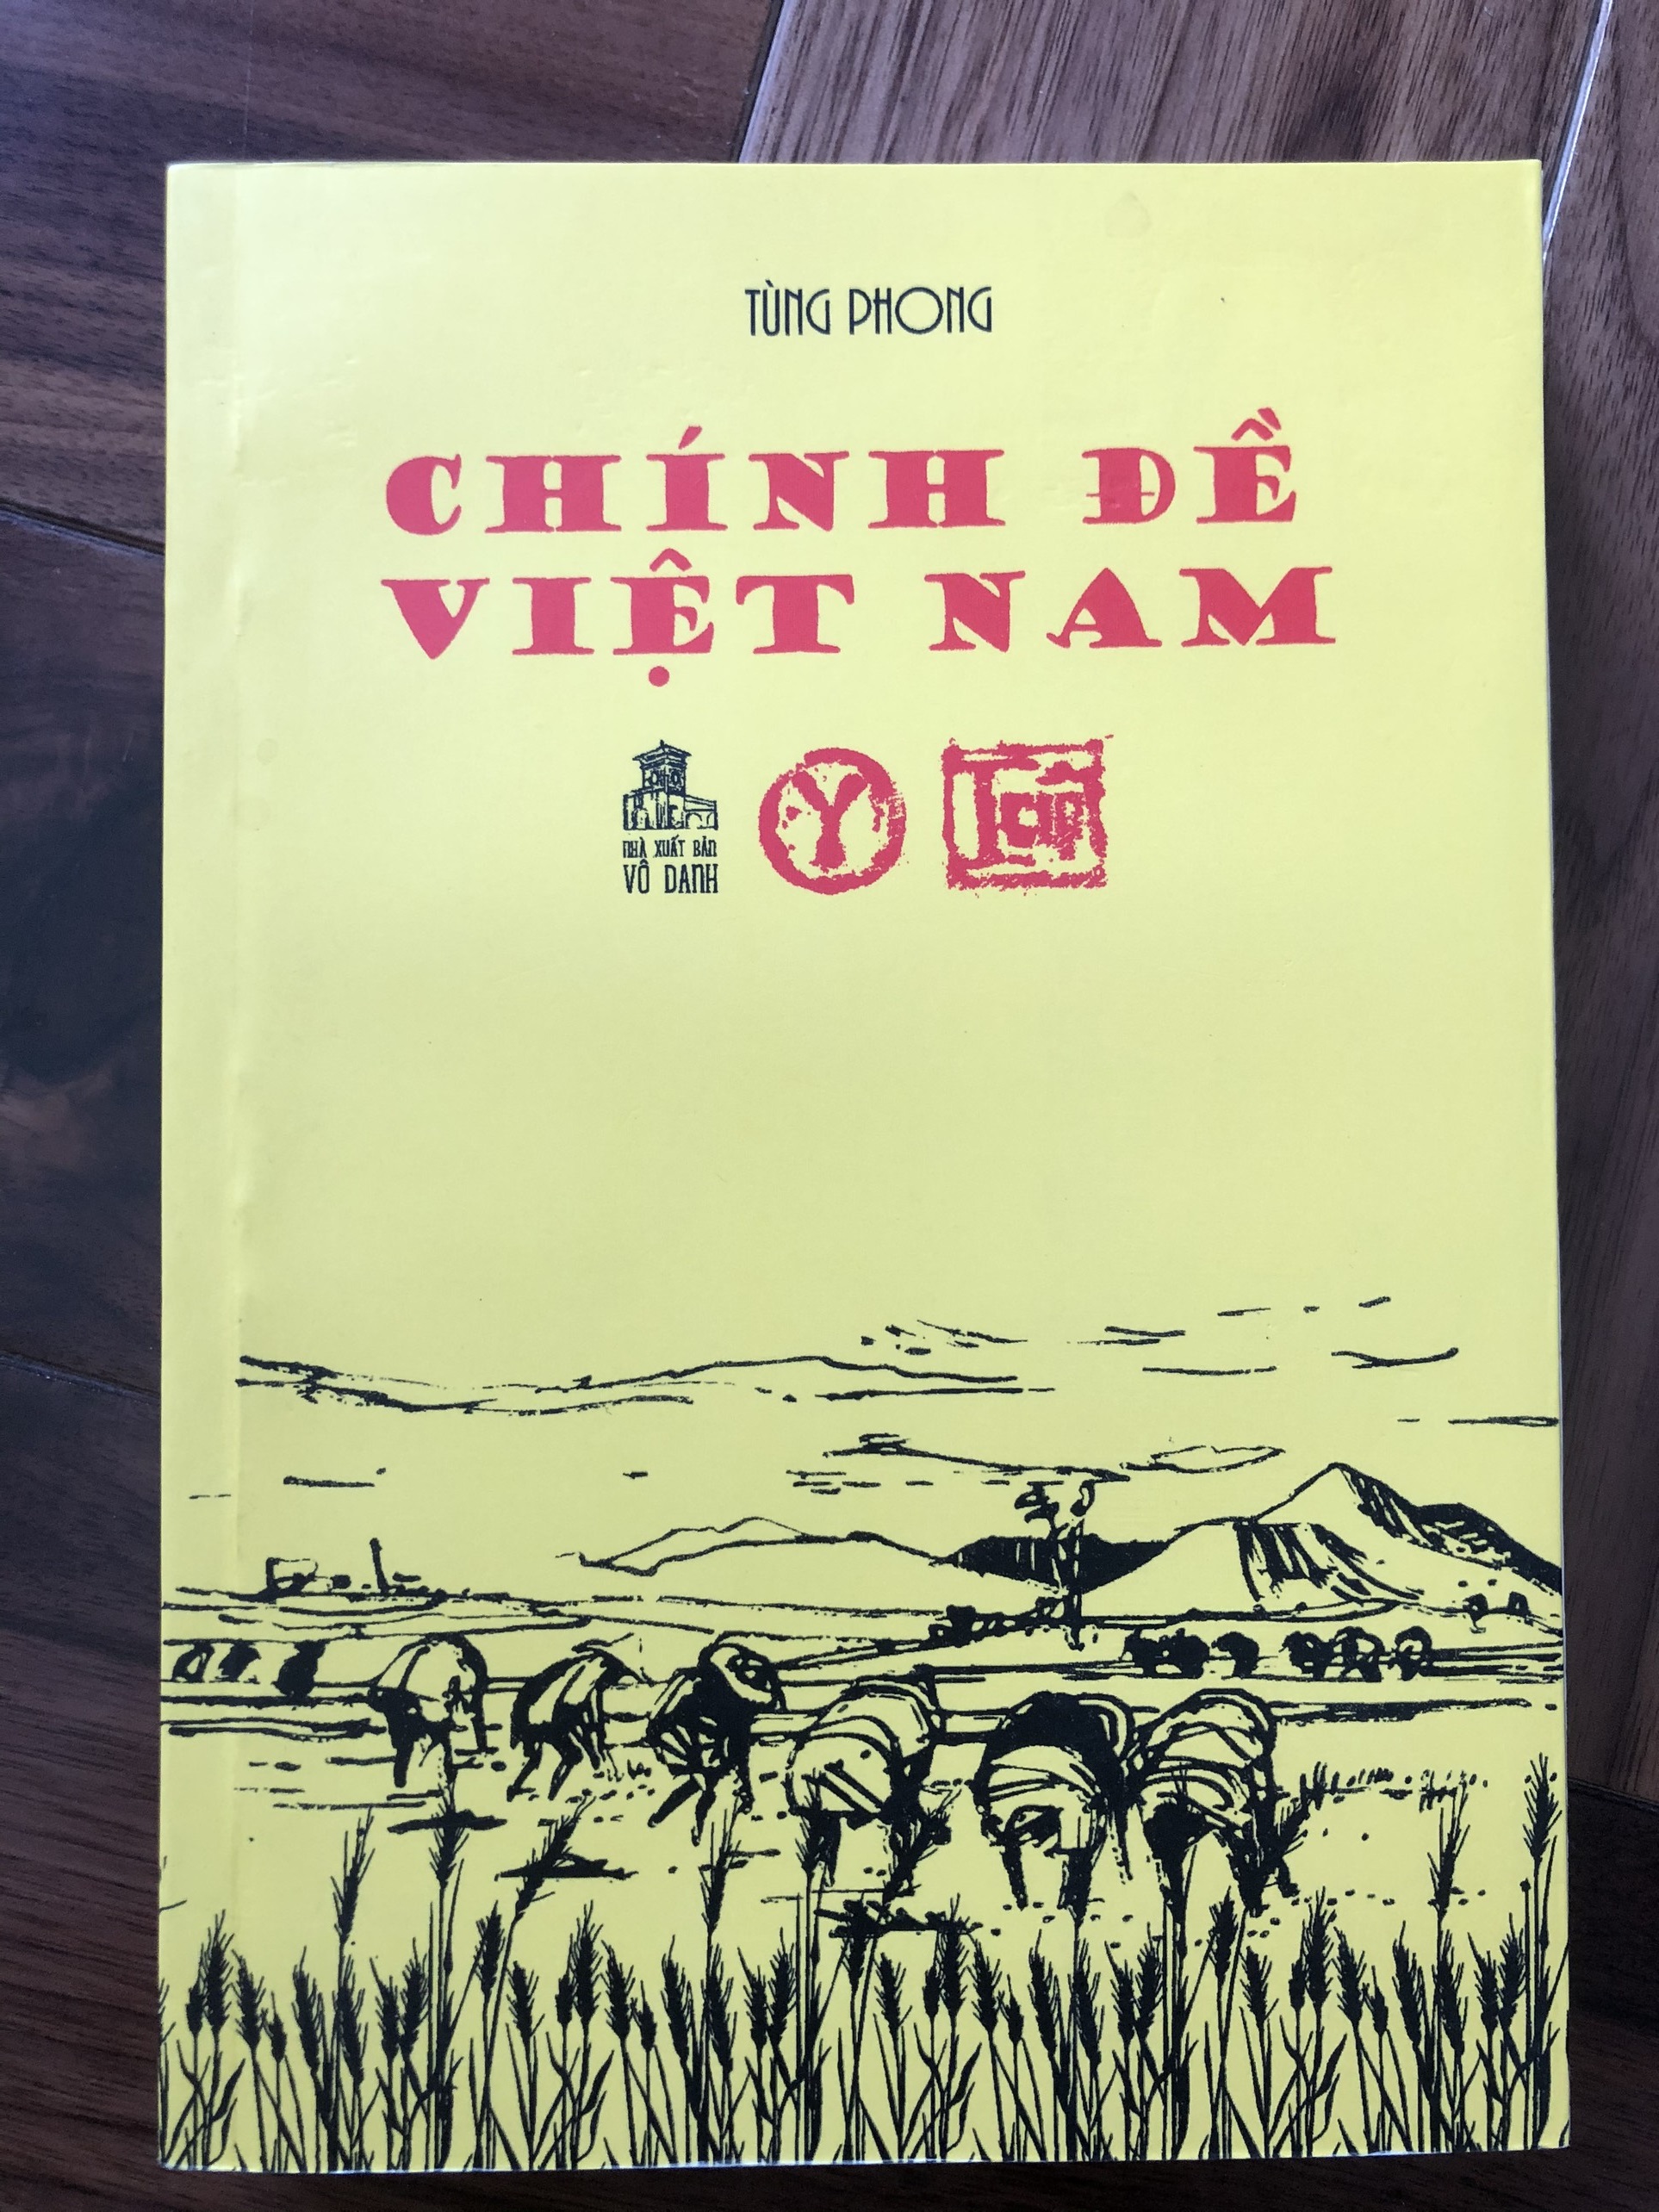 TÙNG PHONG
CHÍNH ĐỀ
VIỆT NAM
NHÀ XUẤT BẢN
VÔ DANH
Y